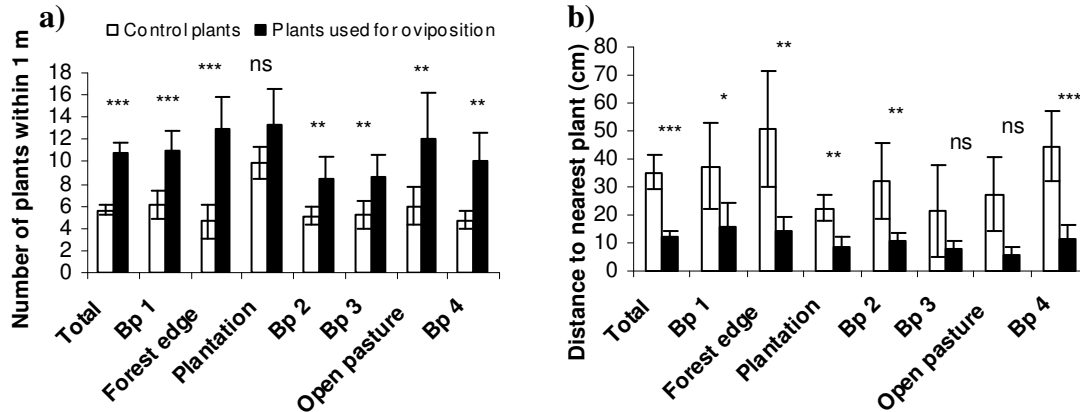 a)
Control plants Plants used for oviposition
Number of plants within 1 m
18
16
14
12
10
8
6
4
2
0
*** *** *** ns ** ** ** **
Total
Bp 1
Forest edge
Plantation
Bp 2
Bp 3
Open pasture
Bp 4
b)
Distance to nearest plant (cm)
80
70
60
50
40
30
20
10
0
*** * ** ** ** ns ns ***
Total
Bp 1
Forest edge
Plantation
Bp 2
Bp 3
Open pasture
Bp 4